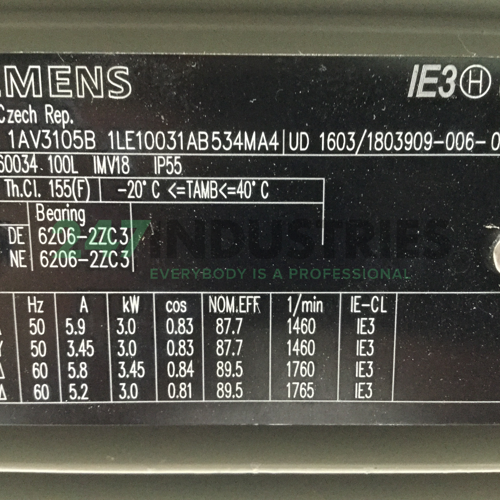 EMENS IE3 H
Czech Rep.
1AV3105B 1LE10031AB534MA4 UD 1603/1803909-006-0
60034 100L IMV18 IP55
Th.Cl. 155(F) -20°C <=TAMB<=40°C
Bearing
DE 6206-2ZC3
NE 6206-2ZC3
247 INDUSTRIES
EVERYBODY IS A PREFERRED CUSTOMER
Hz A kW cos NOM.EFF 1/min IE-CL
50 5.9 3.0 0.83 87.7 1460 IE3
Y 50 3.45 3.0 0.83 87.7 1460 IE3
Δ 60 5.8 3.45 0.84 89.5 1760 IE3
Δ 60 5.2 3.0 0.81 89.5 1765 IE3